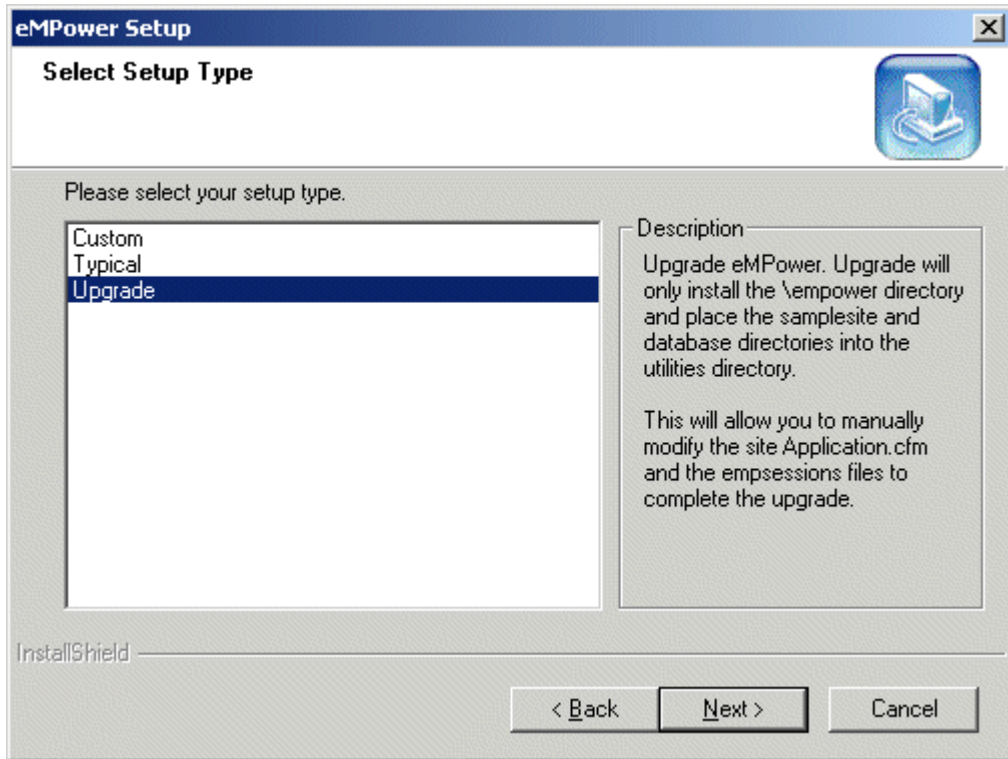 eMPower Setup
Select Setup Type
Please select your setup type.
Custom
Typical
Upgrade
Description
Upgrade eMPower. Upgrade will
only install the \empower directory
and place the samplesite and
database directories into the
utilities directory.
This will allow you to manually
modify the site Application.cfm
and the empsessions files to
complete the upgrade.
InstallShield
< Back
Next >
Cancel